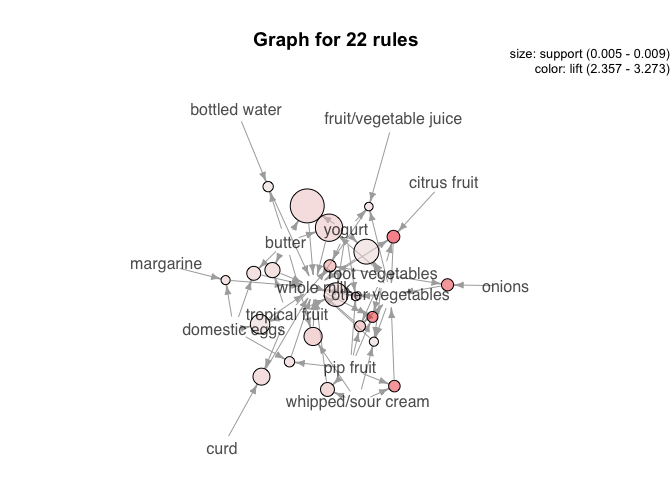 Graph for 22 rules
size: support (0.005 - 0.009)
color: lift (2.357 - 3.273)
bottled water
fruit/vegetable juice
citrus fruit
yogurt
butter
margarine
root vegetables
whole milk
other vegetables
onions
tropical fruit
domestic eggs
pip fruit
whipped/sour cream
curd